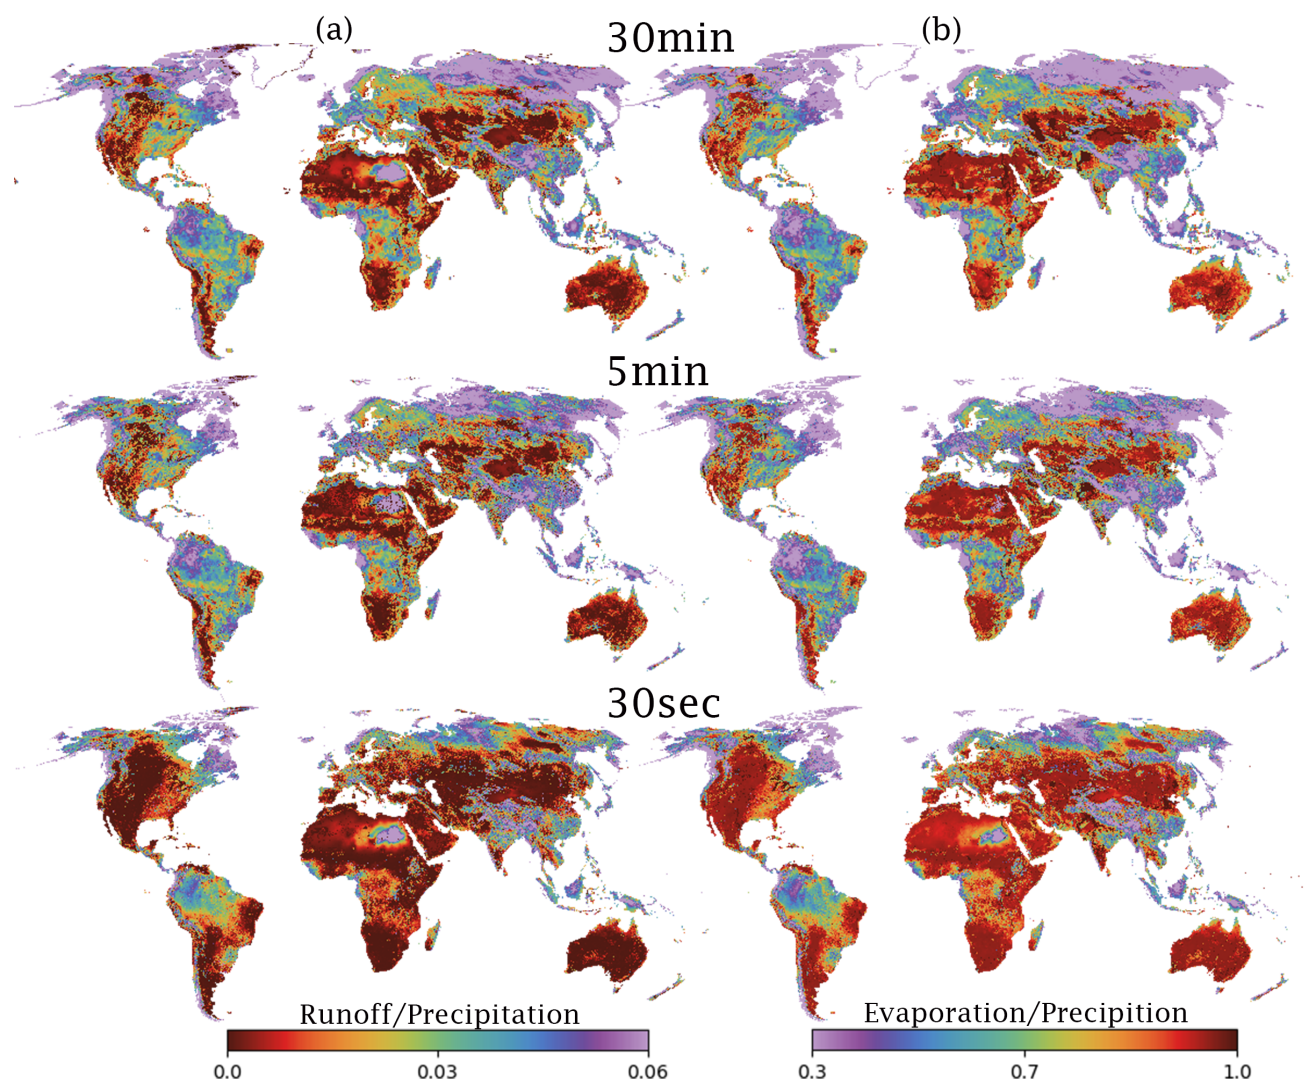 (a)
30min
(b)
5min
30sec
Runoff/Precipitation
Evaporation/Precipition
0.0
0.03
0.06
0.3
0.7
1.0